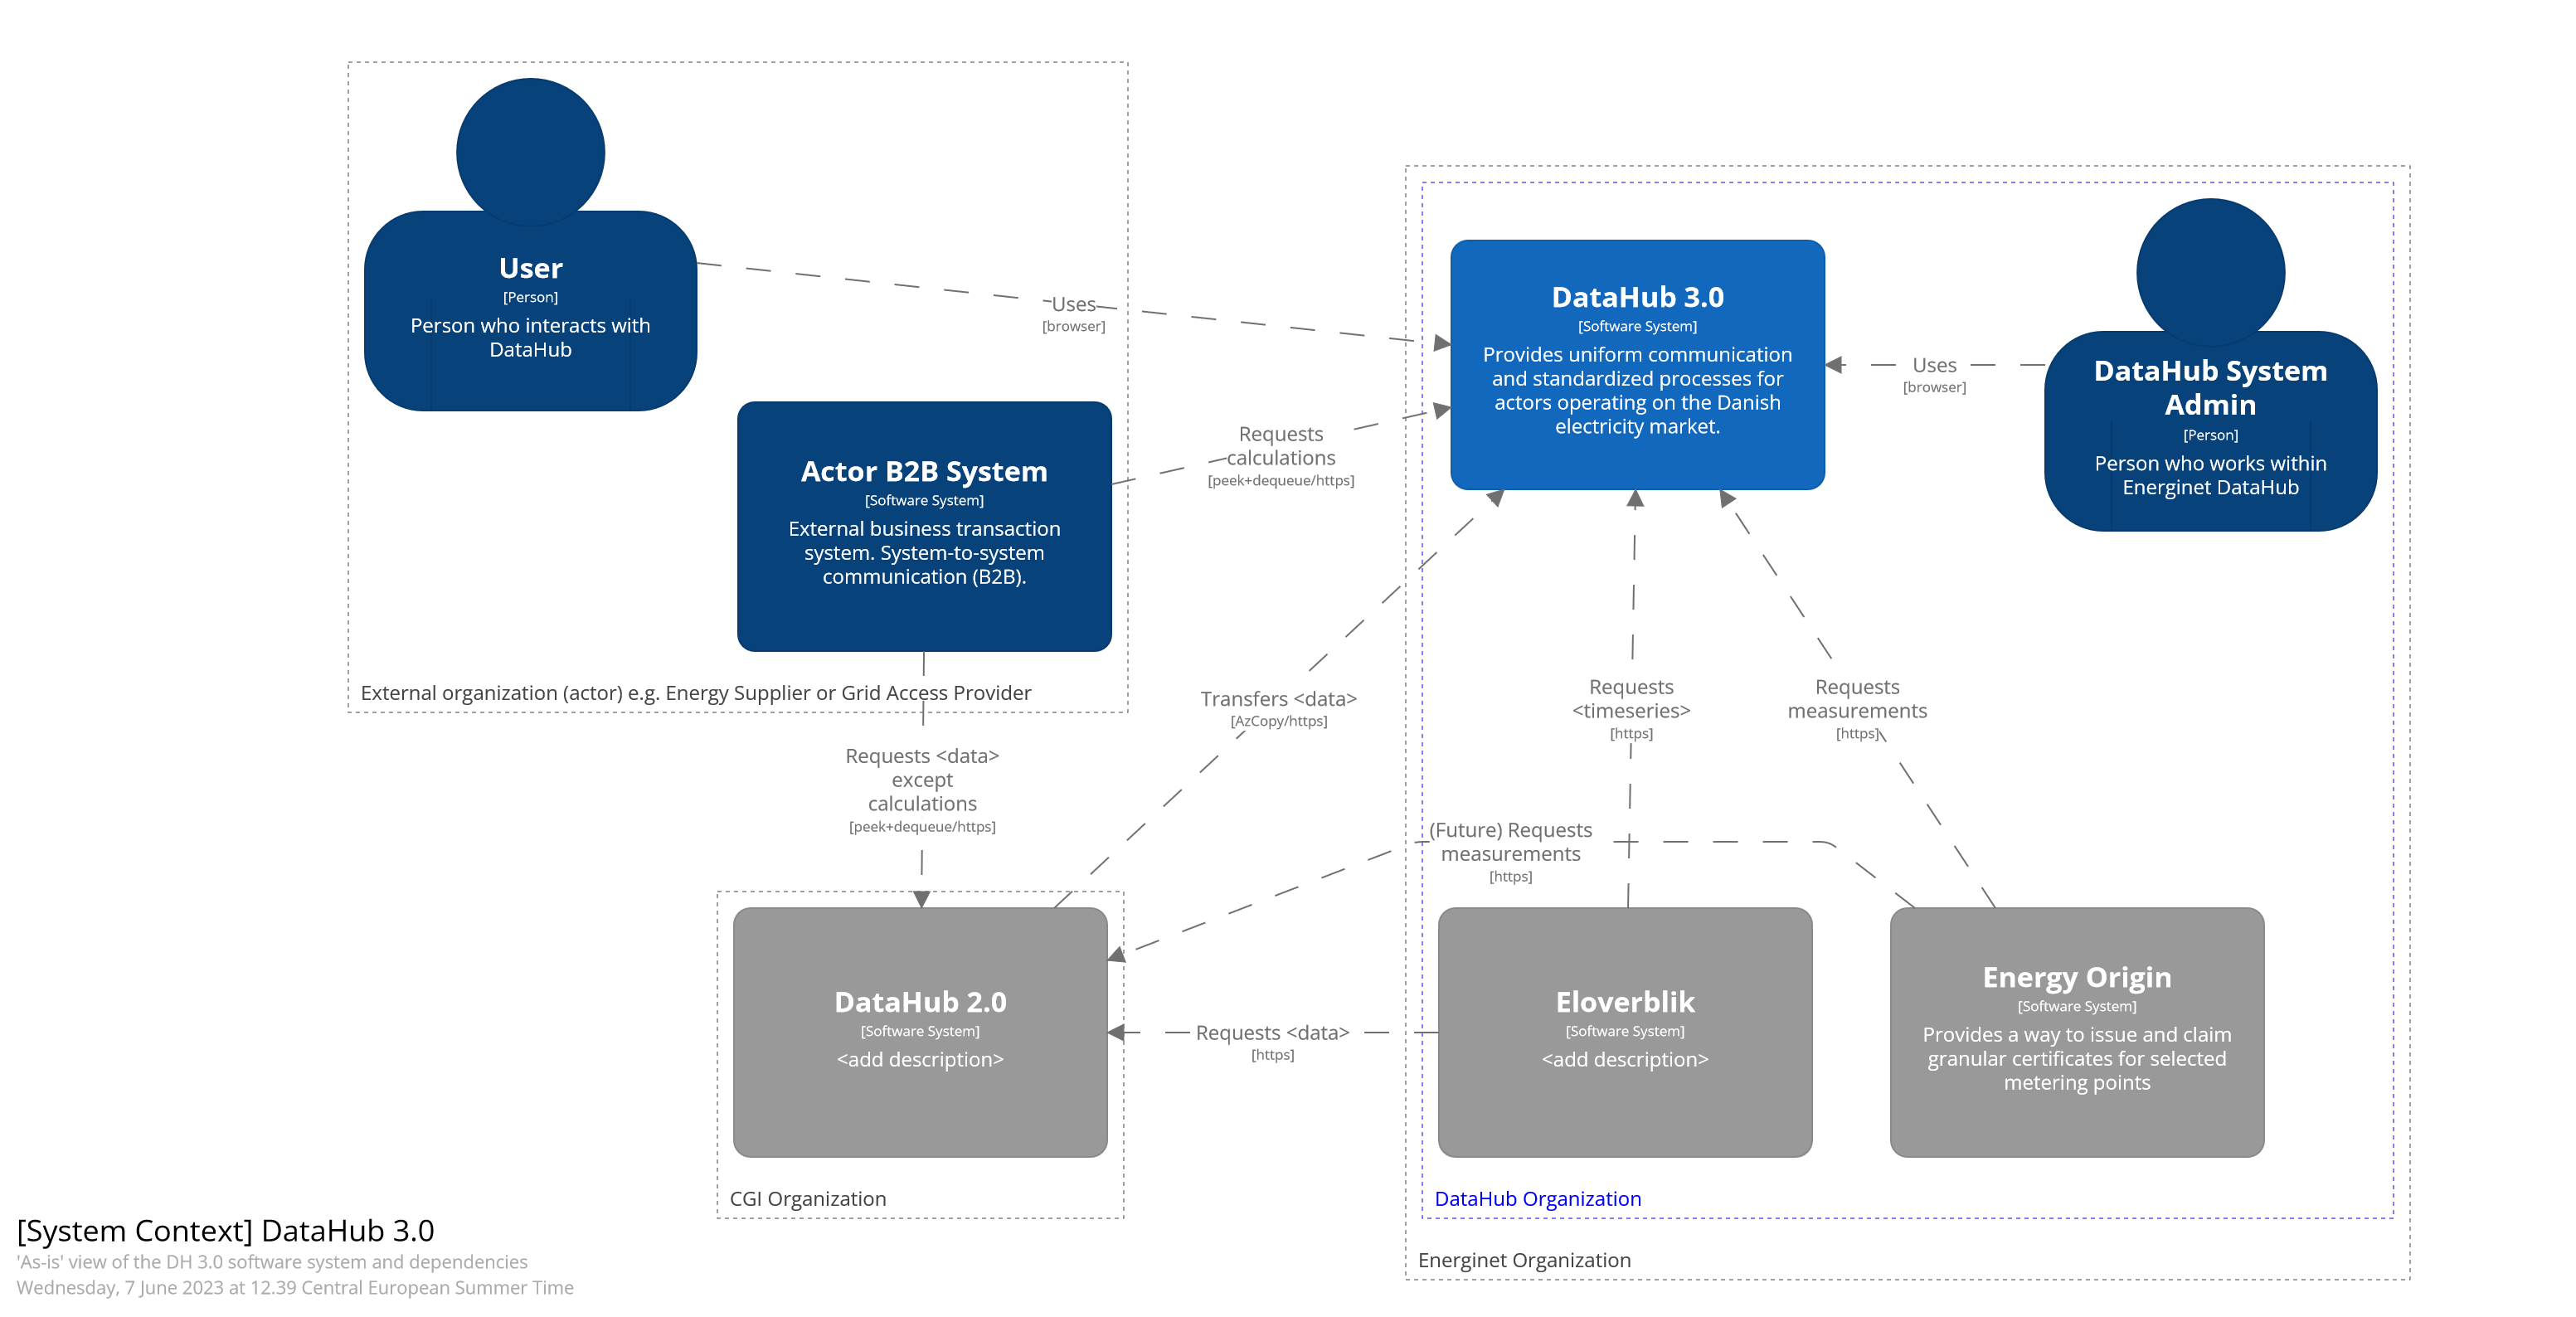 User
[Person]
Person who interacts with
DataHub
Uses
[browser]
Actor B2B System
[Software System]
External business transaction
system. System-to-system
communication (B2B).
External organization (actor) e.g. Energy Supplier or Grid Access Provider
Requests
calculations
[peek+dequeue/https]
DataHub 3.0
[Software System]
Provides uniform communication
and standardized processes for
actors operating on the Danish
electricity market.
Uses
[browser]
DataHub System
Admin
[Person]
Person who works within
Energinet DataHub
Requests <data>
except
calculations
[peek+dequeue/https]
Transfers <data>
[AzCopy/https]
Requests
<timeseries>
[https]
Requests
measurements
[https]
(Future) Requests
measurements
[https]
DataHub 2.0
[Software System]
<add description>
CGI Organization
Requests <data>
[https]
Eloverblik
[Software System]
<add description>
Energy Origin
[Software System]
Provides a way to issue and claim
granular certificates for selected
metering points
DataHub Organization
Energinet Organization
[System Context] DataHub 3.0
'As-is' view of the DH 3.0 software system and dependencies
Wednesday, 7 June 2023 at 12.39 Central European Summer Time